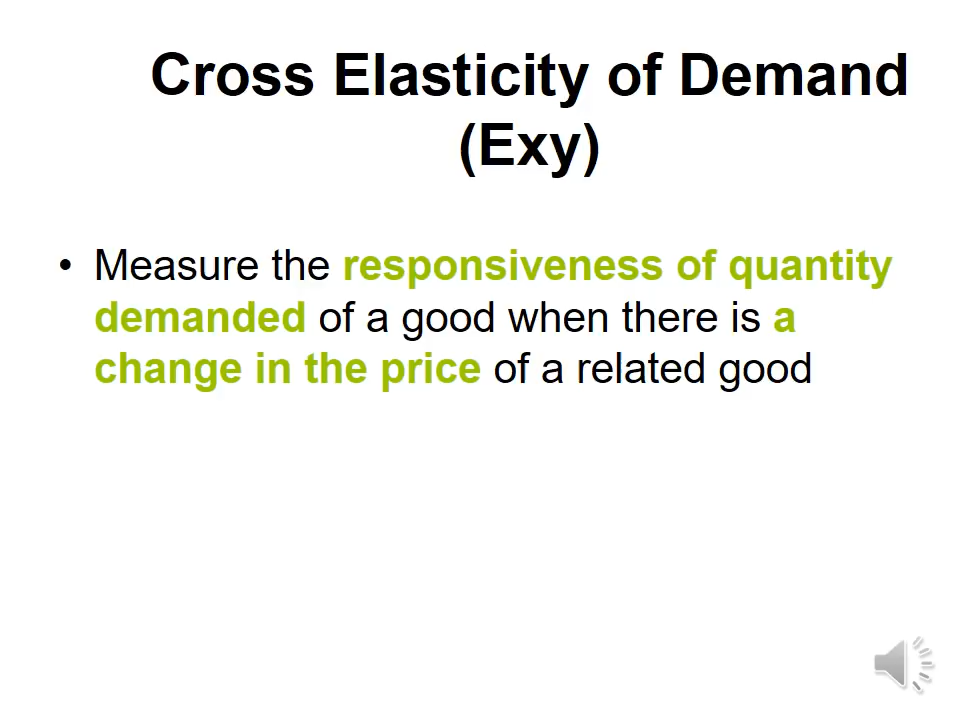 Cross Elasticity of Demand
(Exy)
• Measure the responsiveness of quantity
demanded of a good when there is a
change in the price of a related good